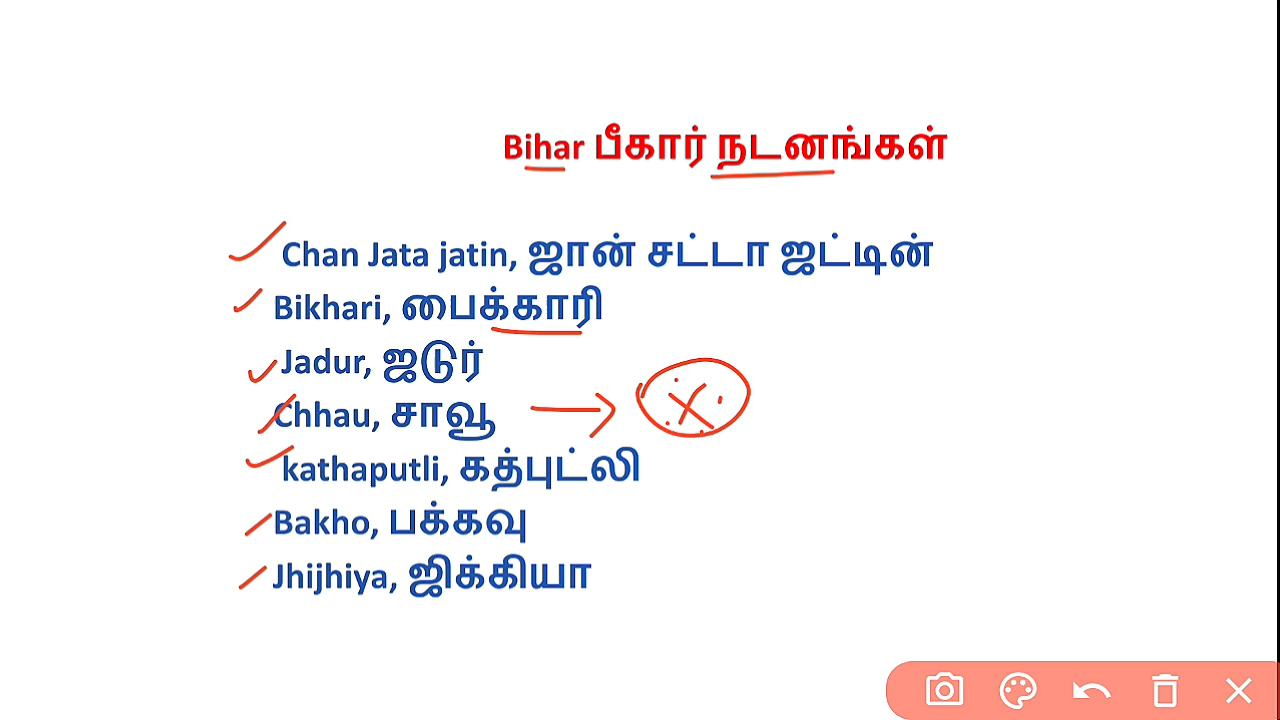 Bihar பீகார் நடனங்கள்
Chan Jata jatin, ஜான் சட்டா ஜட்டின்
Bikhari, பைக்காரி
Jadur, ஜடுர்
Chhau, சாவூ
kathaputli, கத்புட்லி
Bakho, பக்கவு
Jhijhiya, ஜிக்கியா